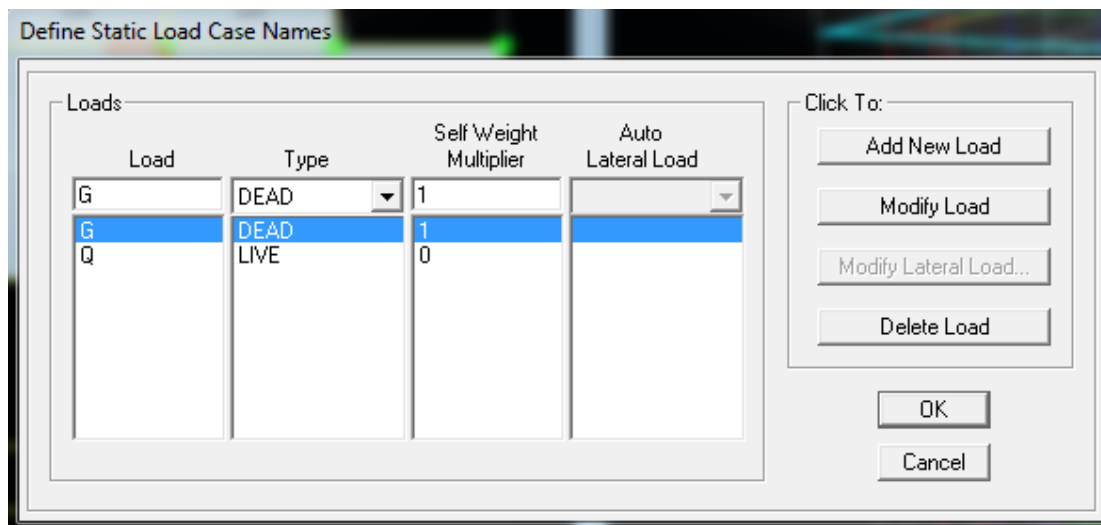 Define Static Load Case Names
Loads
Load
Type
Self Weight
Multiplier
Auto
Lateral Load
G
DEAD
1
G
DEAD
1
Q
LIVE
0
Click To:
Add New Load
Modify Load
Modify Lateral Load...
Delete Load
OK
Cancel